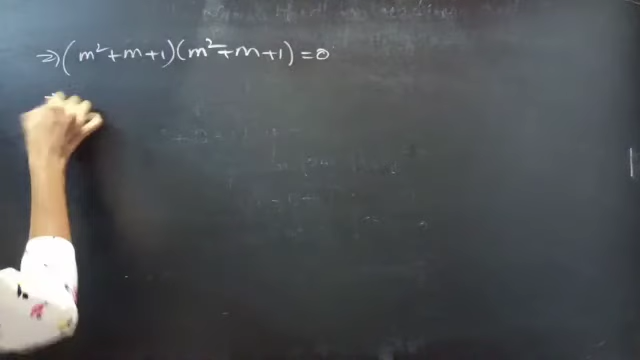 ⇒ (m² + m + 1)(m² + m + 1) = 0